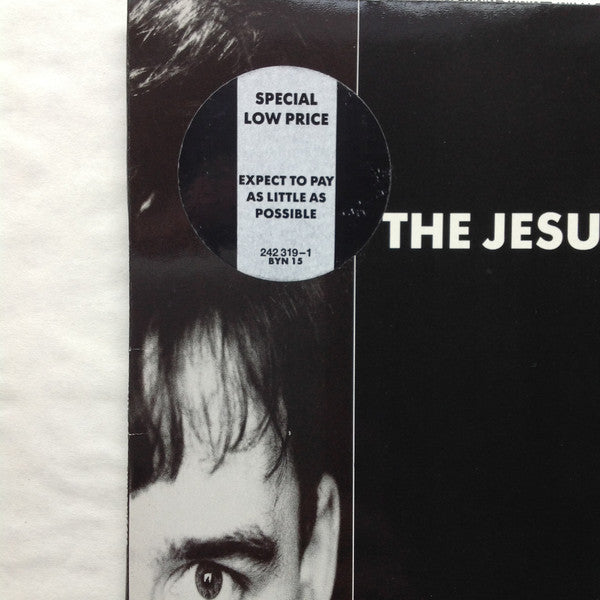 SPECIAL
LOW PRICE
EXPECT TO PAY
AS LITTLE AS
POSSIBLE
242 319-1
BYN 15
THE JESU